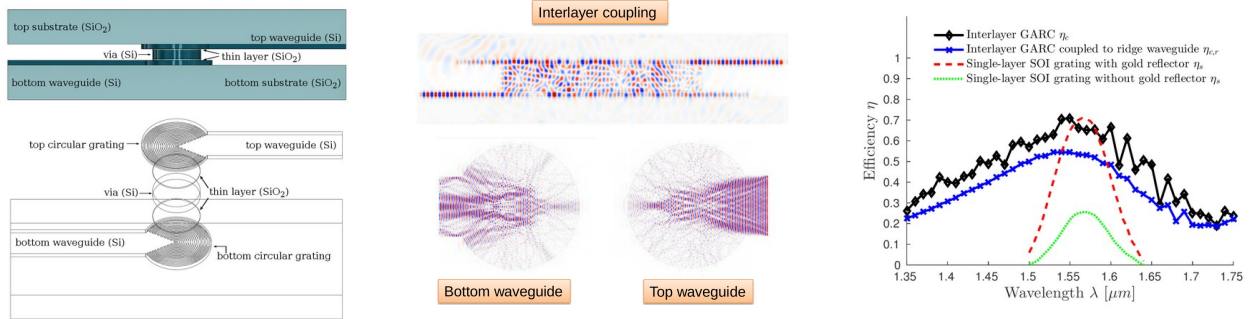 top substrate (SiO2)
top waveguide (Si)
via (Si)
thin layer (SiO2)
bottom waveguide (Si)
bottom substrate (SiO2)
top circular grating
top waveguide (Si)
via (Si)
thin layer (SiO2)
bottom waveguide (Si)
bottom circular grating
Interlayer coupling
Bottom waveguide
Top waveguide
Interlayer GARC ηc
Interlayer GARC coupled to ridge waveguide ηc,r
Single-layer SOI grating with gold reflector ηs
Single-layer SOI grating without gold reflector ηs
Efficiency η
1
0.9
0.8
0.7
0.6
0.5
0.4
0.3
0.2
0.1
0
1.35 1.4 1.45 1.5 1.55 1.6 1.65 1.7 1.75
Wavelength λ [μm]